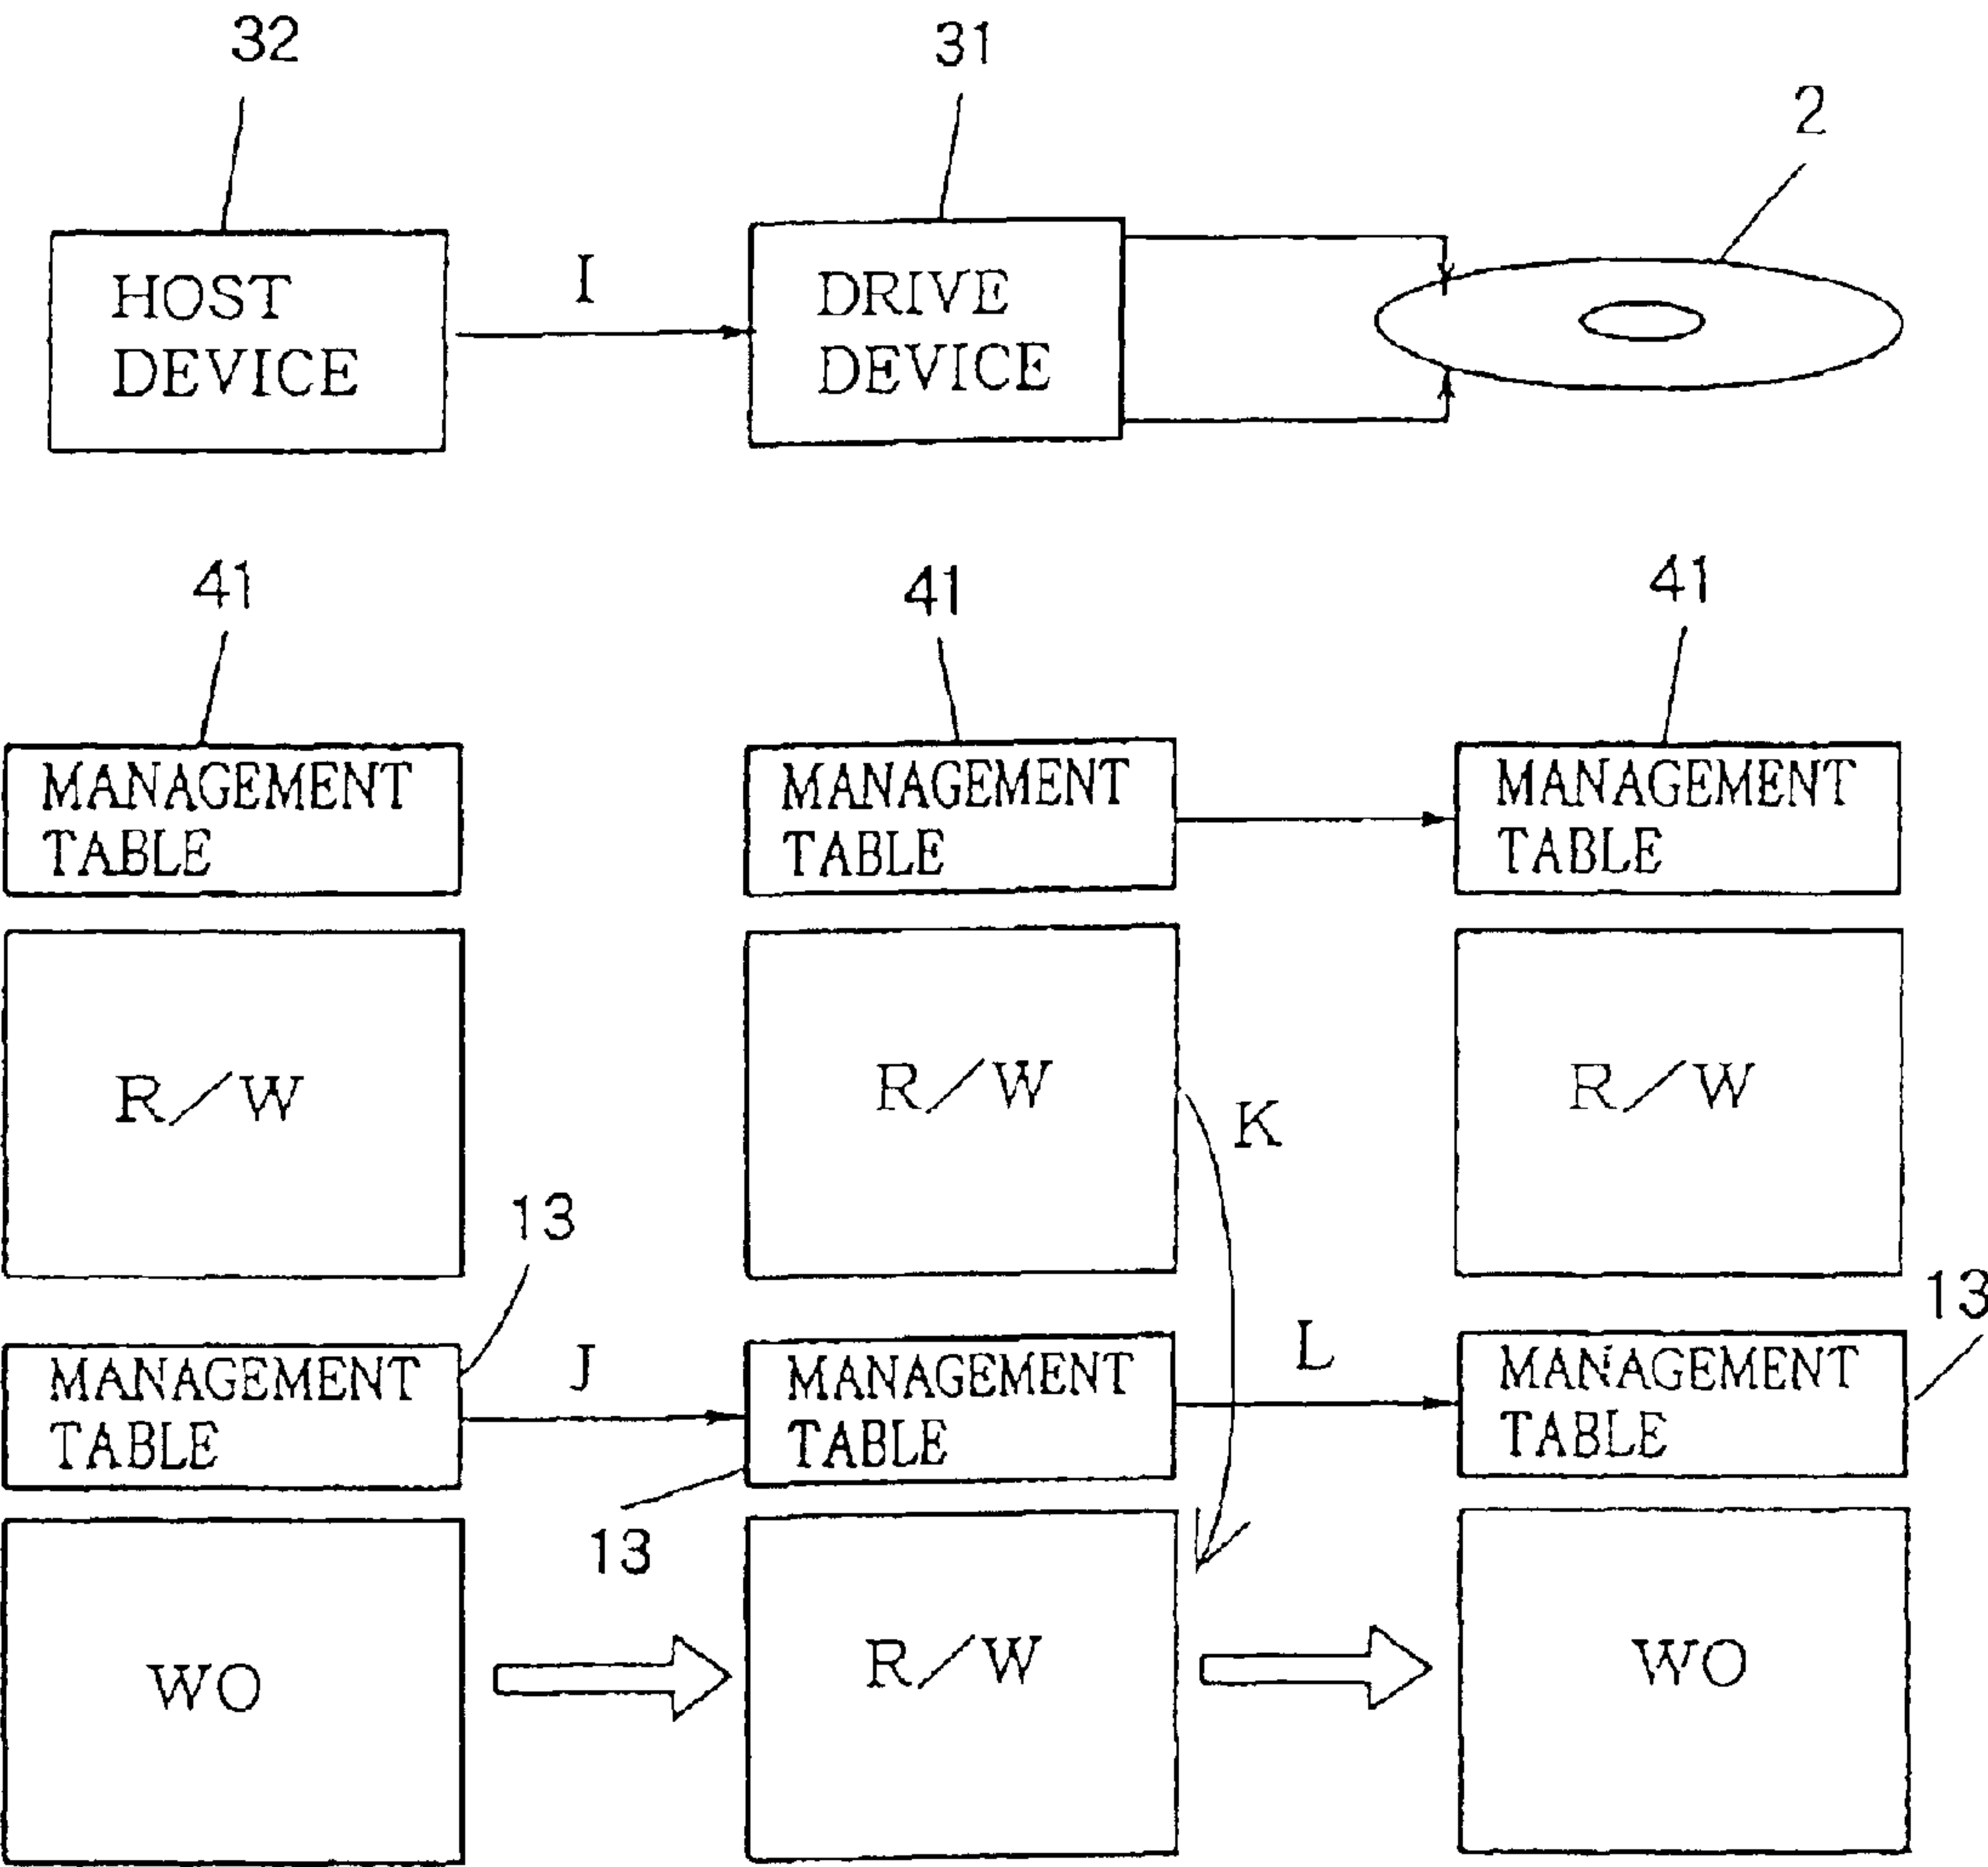 32
31
2
HOST
DEVICE
I
DRIVE
DEVICE
41
41
41
MANAGEMENT
TABLE
MANAGEMENT
TABLE
MANAGEMENT
TABLE
R/W
R/W
R/W
K
13
13
MANAGEMENT
TABLE
J
MANAGEMENT
TABLE
L
MANAGEMENT
TABLE
13
WO
R/W
WO